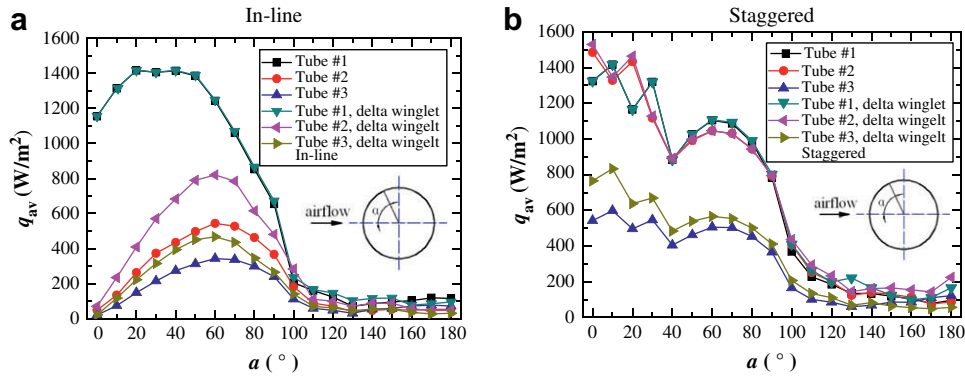 a
In-line
1600
1400
1200
1000
800
600
400
200
0
q_av (W/m²)
0 20 40 60 80 100 120 140 160 180
a (°)
Tube #1
Tube #2
Tube #3
Tube #1, delta winglet
Tube #2, delta wingelt
Tube #3, delta wingelt
In-line
airflow
α
b
Staggered
1600
1400
1200
1000
800
600
400
200
0
q_av (W/m²)
0 20 40 60 80 100 120 140 160 180
a (°)
Tube #1
Tube #2
Tube #3
Tube #1, delta winglet
Tube #2, delta wingelt
Tube #3, delta wingelt
Staggered
airflow
α